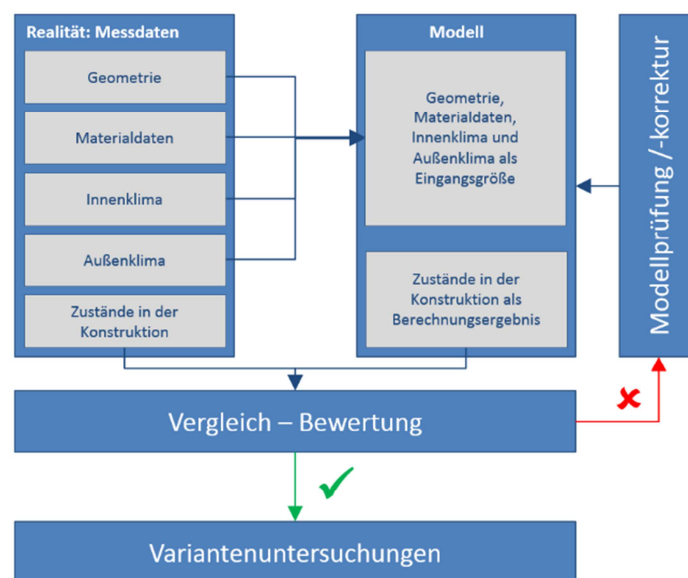 Realität: Messdaten
Geometrie
Materialdaten
Innenklima
Außenklima
Zustände in der
Konstruktion
Modell
Geometrie,
Materialdaten,
Innenklima und
Außenklima als
Eingangsgröße
Zustände in der
Konstruktion als
Berechnungsergebnis
Modellprüfung /-korrektur
Vergleich – Bewertung
Variantenuntersuchungen